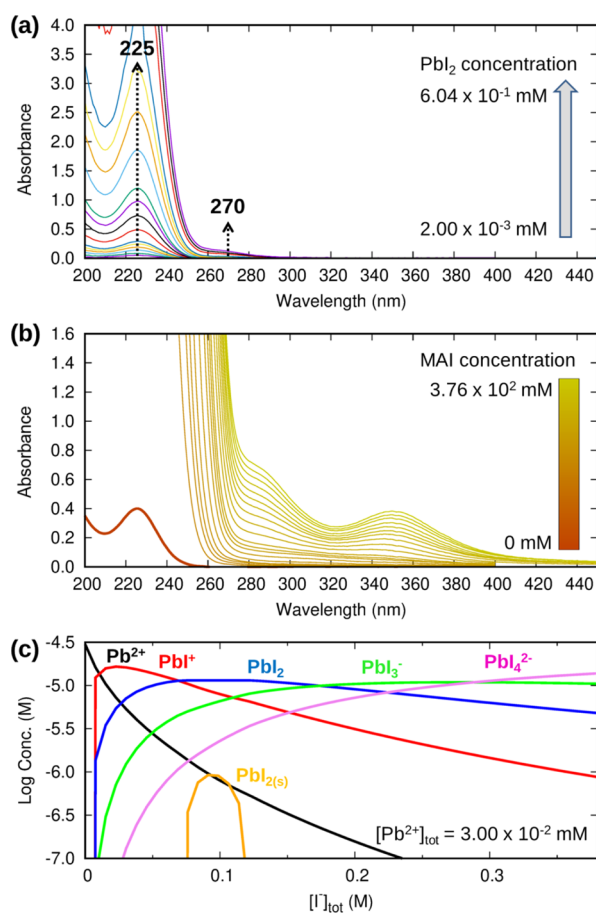 (a)
4.0
3.5
3.0
2.5
2.0
1.5
1.0
0.5
0.0
Absorbance
225
270
PbI₂ concentration
6.04 x 10⁻¹ mM
2.00 x 10⁻³ mM
200 220 240 260 280 300 320 340 360 380 400 420 440
Wavelength (nm)
(b)
1.6
1.4
1.2
1.0
0.8
0.6
0.4
0.2
0.0
Absorbance
MAI concentration
3.76 x 10² mM
0 mM
200 220 240 260 280 300 320 340 360 380 400 420 440
Wavelength (nm)
(c)
-4.5
-5.0
-5.5
-6.0
-6.5
-7.0
Log Conc. (M)
Pb²⁺
PbI⁺
PbI₂
PbI₃⁻
PbI₄²⁻
PbI₂₍s₎
[Pb²⁺]tot = 3.00 x 10⁻² mM
0 0.1 0.2 0.3
[I⁻]tot (M)